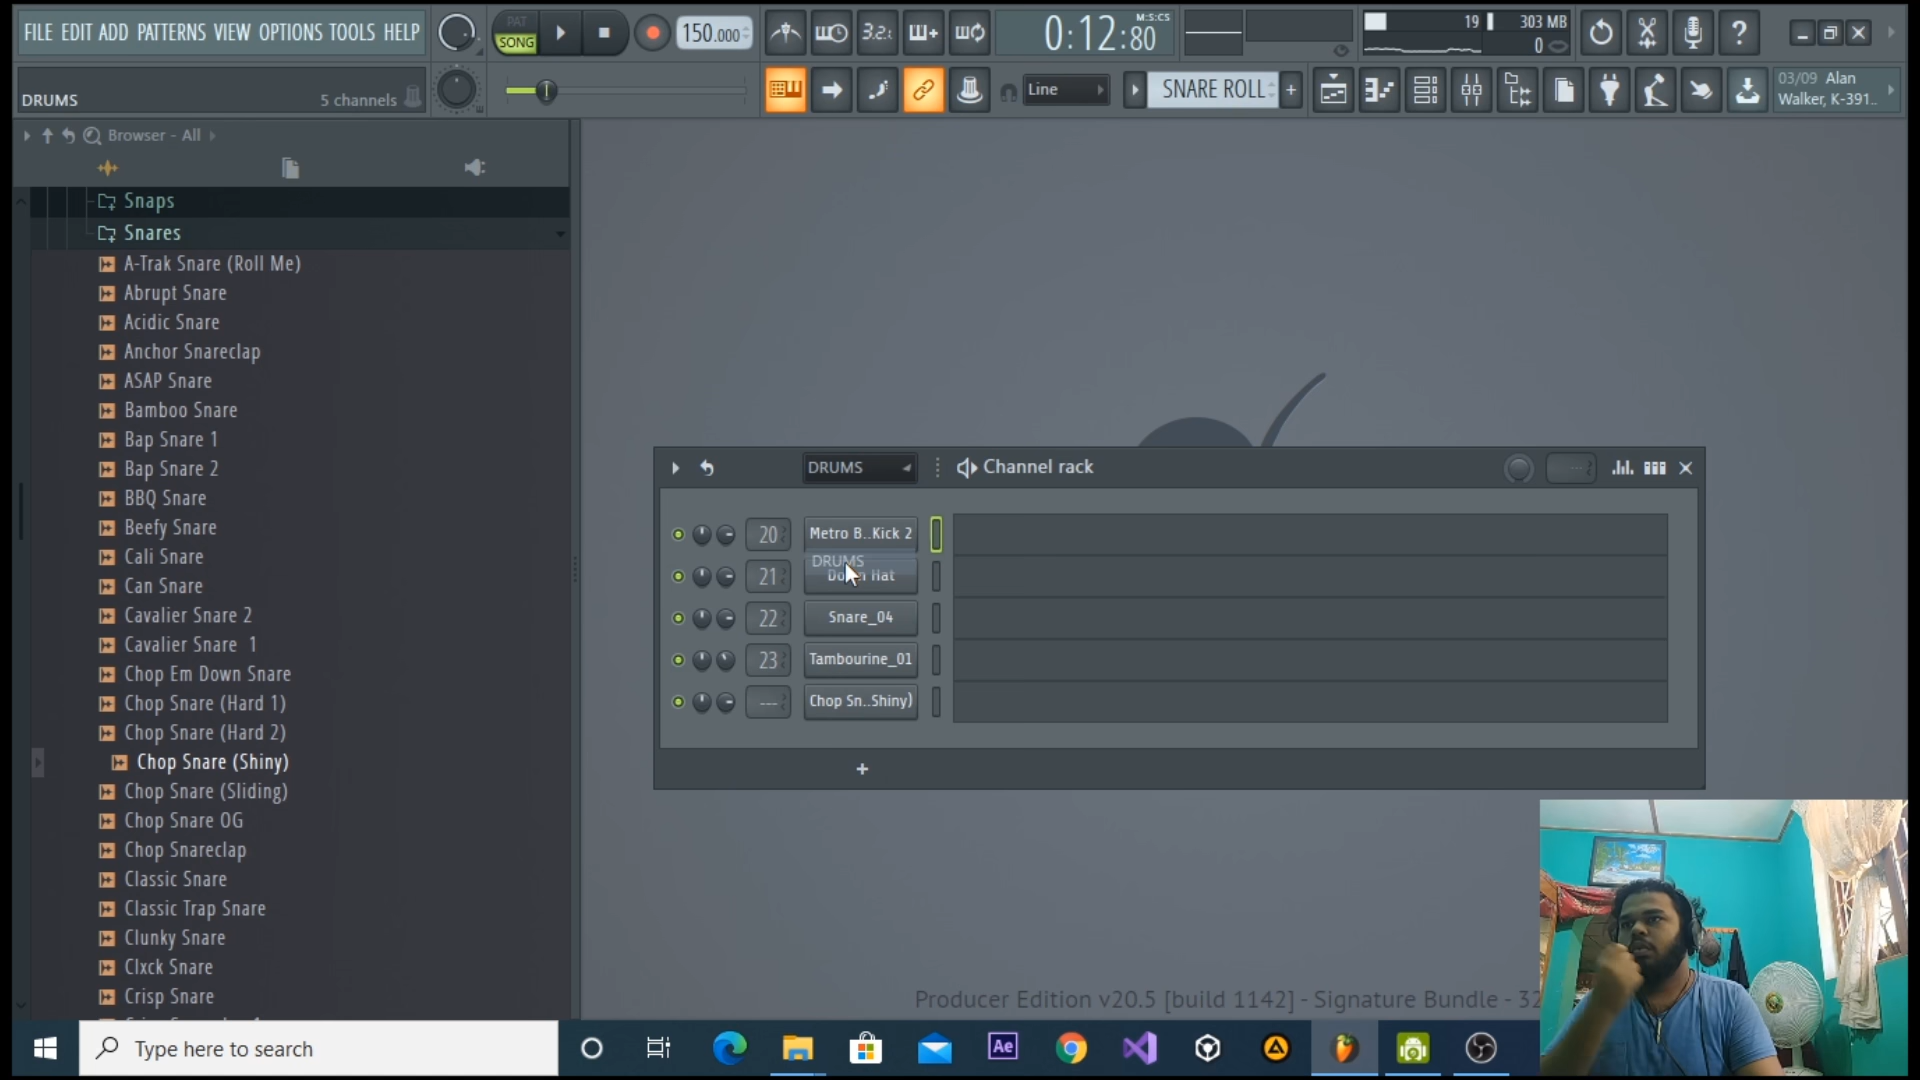 FILE EDIT ADD PATTERNS VIEW OPTIONS TOOLS HELP
PAT
SONG
150.000
3.2.
0:12:80
M:S:CS
19
303 MB
0
DRUMS
5 channels
Line
SNARE ROLL
+
03/09 Alan
Walker, K-391..
Browser - All
Snaps
Snares
A-Trak Snare (Roll Me)
Abrupt Snare
Acidic Snare
Anchor Snareclap
ASAP Snare
Bamboo Snare
Bap Snare 1
Bap Snare 2
BBQ Snare
Beefy Snare
Cali Snare
Can Snare
Cavalier Snare 2
Cavalier Snare 1
Chop Em Down Snare
Chop Snare (Hard 1)
Chop Snare (Hard 2)
Chop Snare (Shiny)
Chop Snare (Sliding)
Chop Snare OG
Chop Snareclap
Classic Snare
Classic Trap Snare
Clunky Snare
Clxck Snare
Crisp Snare
DRUMS
Channel rack
20
Metro B..Kick 2
DRUMS
21
Hat
22
Snare_04
23
Tambourine_01
---
Chop Sn..Shiny)
+
Producer Edition v20.5 [build 1142] - Signature Bundle - 32
Type here to search
Ae